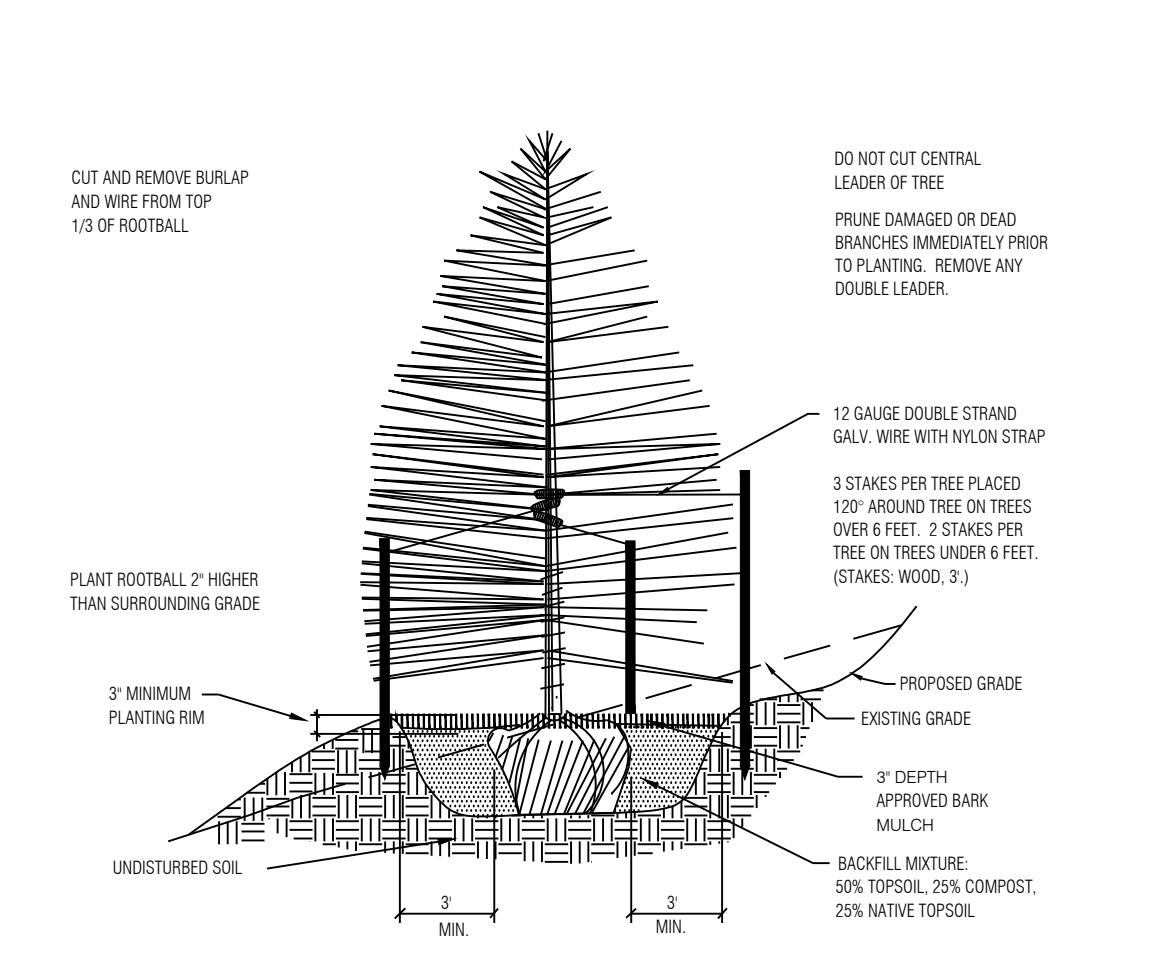 CUT AND REMOVE BURLAP
AND WIRE FROM TOP
1/3 OF ROOTBALL
DO NOT CUT CENTRAL
LEADER OF TREE
PRUNE DAMAGED OR DEAD
BRANCHES IMMEDIATELY PRIOR
TO PLANTING. REMOVE ANY
DOUBLE LEADER.
12 GAUGE DOUBLE STRAND
GALV. WIRE WITH NYLON STRAP
3 STAKES PER TREE PLACED
120° AROUND TREE ON TREES
OVER 6 FEET. 2 STAKES PER
TREE ON TREES UNDER 6 FEET.
(STAKES: WOOD, 3'.)
PLANT ROOTBALL 2" HIGHER
THAN SURROUNDING GRADE
3" MINIMUM
PLANTING RIM
PROPOSED GRADE
EXISTING GRADE
3" DEPTH
APPROVED BARK
MULCH
UNDISTURBED SOIL
BACKFILL MIXTURE:
50% TOPSOIL, 25% COMPOST,
25% NATIVE TOPSOIL
3'
MIN.
3'
MIN.